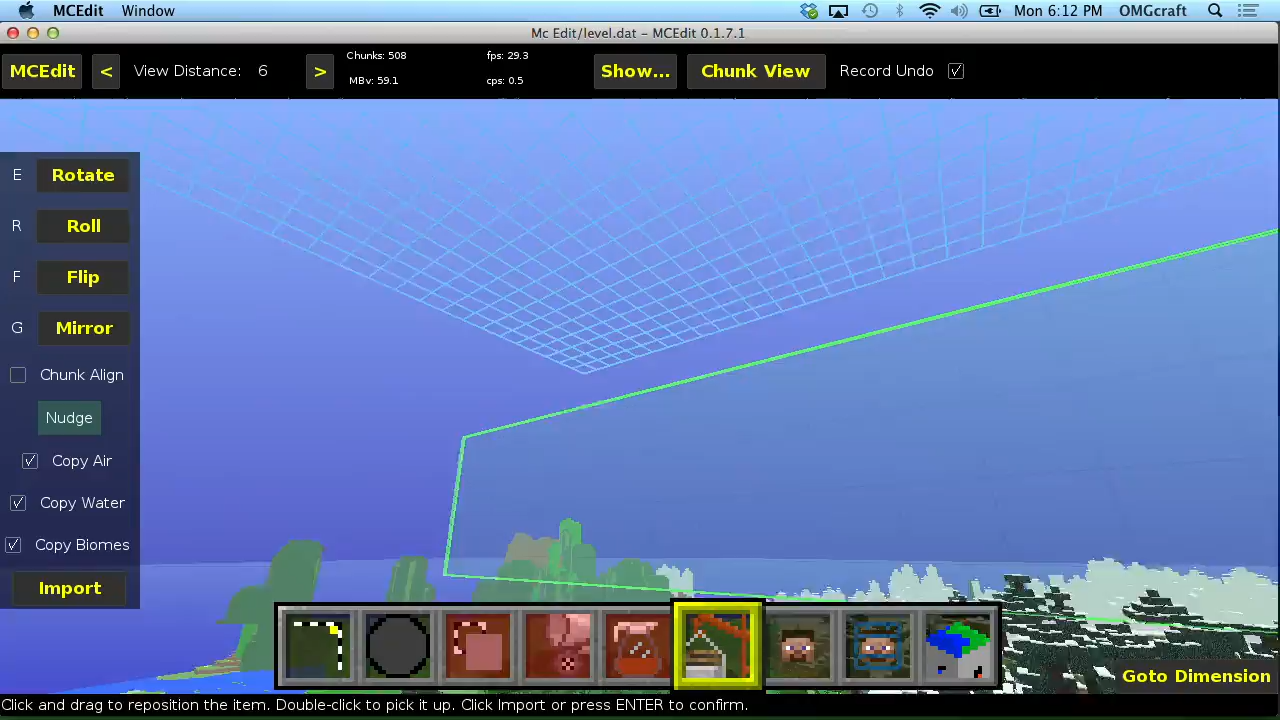 MCEdit Window Mon 6:12 PM OMGcraft
Mc Edit/level.dat – MCEdit 0.1.7.1
MCEdit < View Distance: 6 > Chunks: 508 fps: 29.3 Show... Chunk View Record Undo
MBv: 59.1 cps: 0.5
E Rotate
R Roll
F Flip
G Mirror
Chunk Align
Nudge
Copy Air
Copy Water
Copy Biomes
Import
Goto Dimension
Click and drag to reposition the item. Double-click to pick it up. Click Import or press ENTER to confirm.